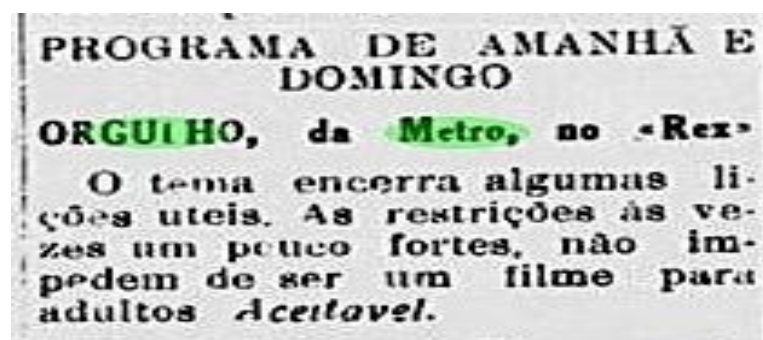 PROGRAMA DE AMANHÃ E
DOMINGO
ORGULHO, da Metro, no «Rex»
O tema encerra algumas li-
ções uteis. As restrições às ve-
zes um pouco fortes, não im-
pedem de ser um filme para
adultos Aceitavel.